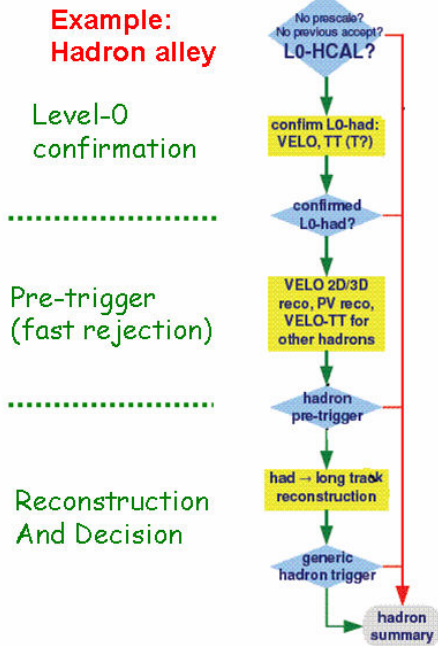 Example:
Hadron alley
No prescale?
No previous accept?
L0-HCAL?
Level-0
confirmation
confirm L0-had:
VELO, TT (T?)
confirmed
L0-had?
Pre-trigger
(fast rejection)
VELO 2D/3D
reco, PV reco,
VELO-TT for
other hadrons
hadron
pre-trigger
Reconstruction
And Decision
had → long track
reconstruction
generic
hadron trigger
hadron
summary